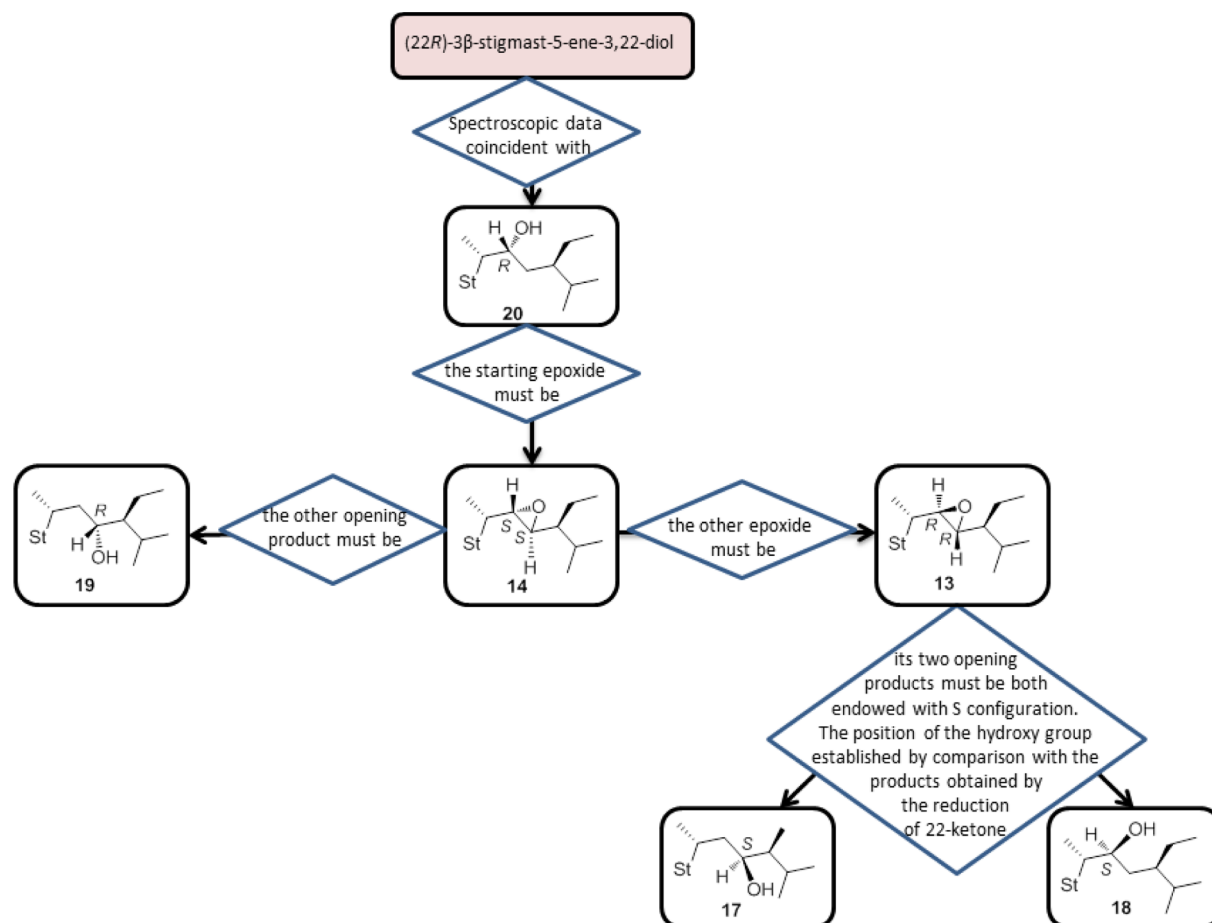 (22R)-3β-stigmast-5-ene-3,22-diol
Spectroscopic data
coincident with
H OH
R
St
20
the starting epoxide
must be
R
St
H
OH
19
the other opening
product must be
H
O
S
S
St
H
14
the other epoxide
must be
H
O
R
R
St
H
13
its two opening
products must be both
endowed with S configuration.
The position of the hydroxy group
established by comparison with the
products obtained by
the reduction
of 22-ketone
S
St
H
OH
17
H
OH
S
St
18